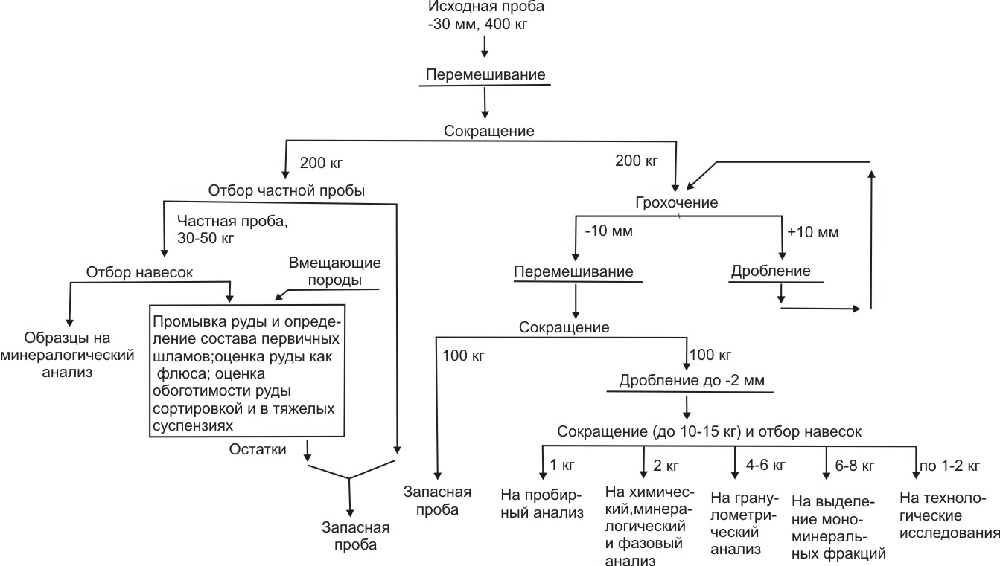 Исходная проба
-30 мм, 400 кг
Перемешивание
Сокращение
200 кг
200 кг
Отбор частной пробы
Грохочение
Частная проба,
30-50 кг
-10 мм
+10 мм
Отбор навесок
Вмещающие
породы
Перемешивание
Дробление
Промывка руды и опреде-
ление состава первичных
шламов;оценка руды как
флюса; оценка
обоготимости руды
сортировкой и в тяжелых
суспензиях
Образцы на
минералогический
анализ
Сокращение
100 кг
100 кг
Дробление до -2 мм
Сокращение (до 10-15 кг) и отбор навесок
Остатки
1 кг
2 кг
4-6 кг
6-8 кг
по 1-2 кг
Запасная
проба
Запасная
проба
На пробир-
ный анализ
На химичес-
кий,минера-
логический
и фазовый
анализ
На грану-
лометри-
ческий
анализ
На выделе-
ние моно-
минераль-
ных фракций
На техноло-
гические
исследования